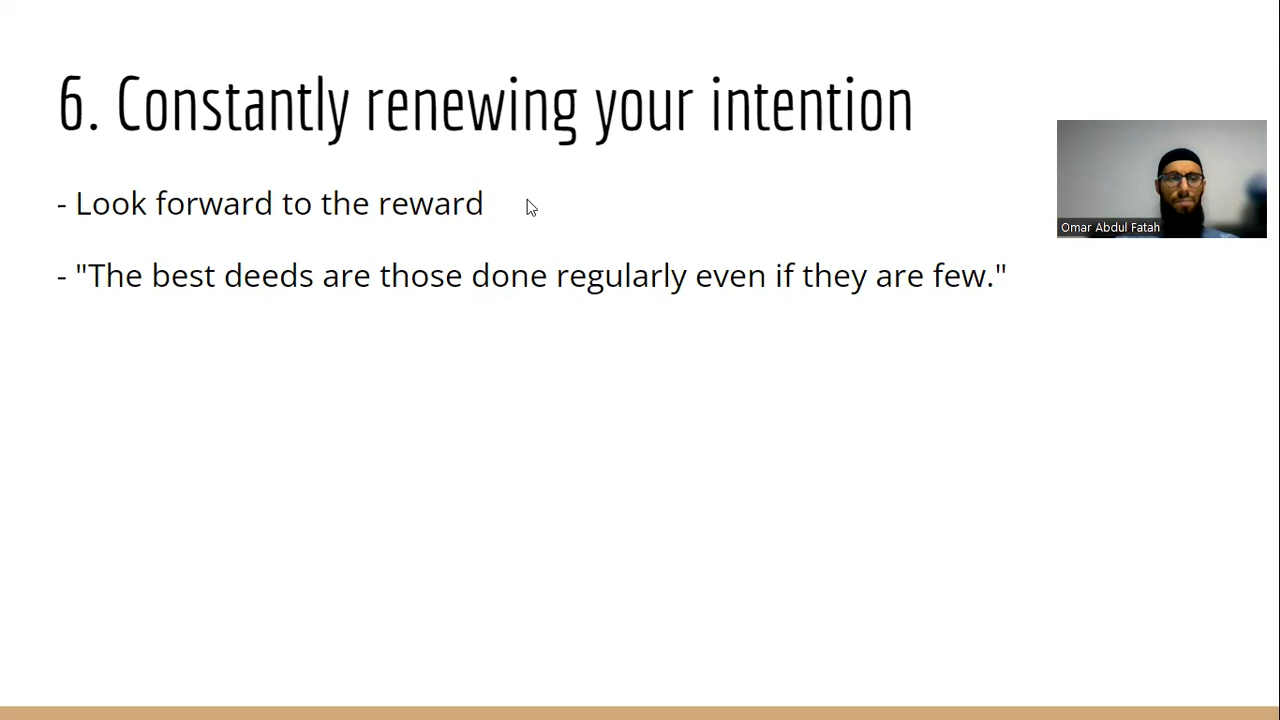 6. Constantly renewing your intention
- Look forward to the reward
- "The best deeds are those done regularly even if they are few."
Omar Abdul Fatah